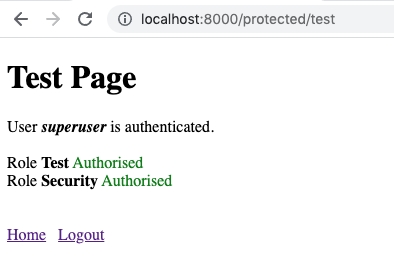 localhost:8000/protected/test
Test Page
User superuser is authenticated.
Role Test Authorised
Role Security Authorised
Home Logout